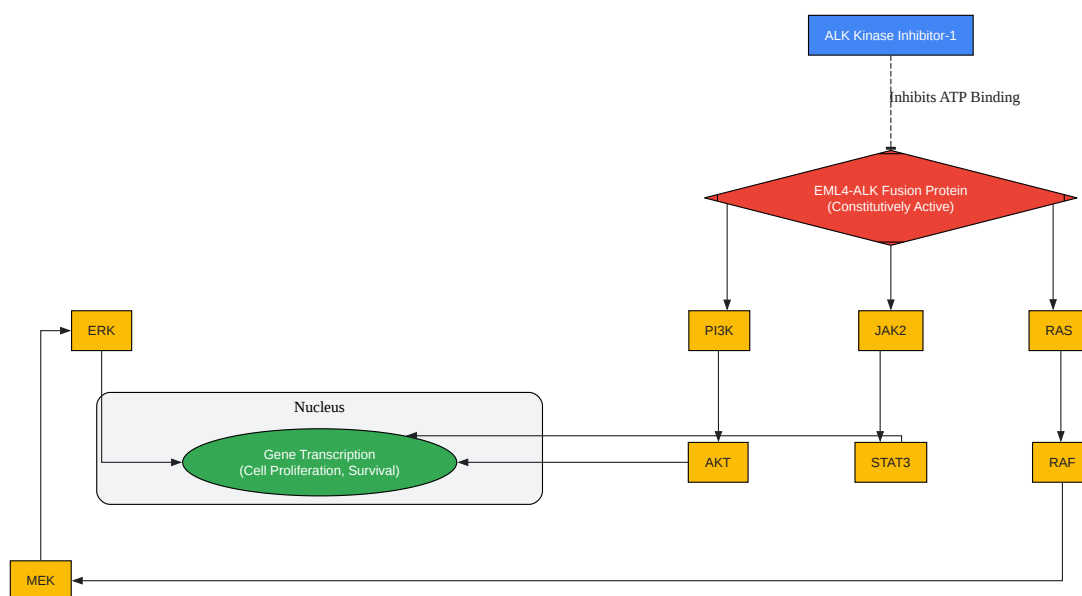 ALK Kinase Inhibitor-1
Inhibits ATP Binding
EML4-ALK Fusion Protein
(Constitutively Active)
ERK
PI3K
JAK2
RAS
Nucleus
Gene Transcription
(Cell Proliferation, Survival)
AKT
STAT3
RAF
MEK